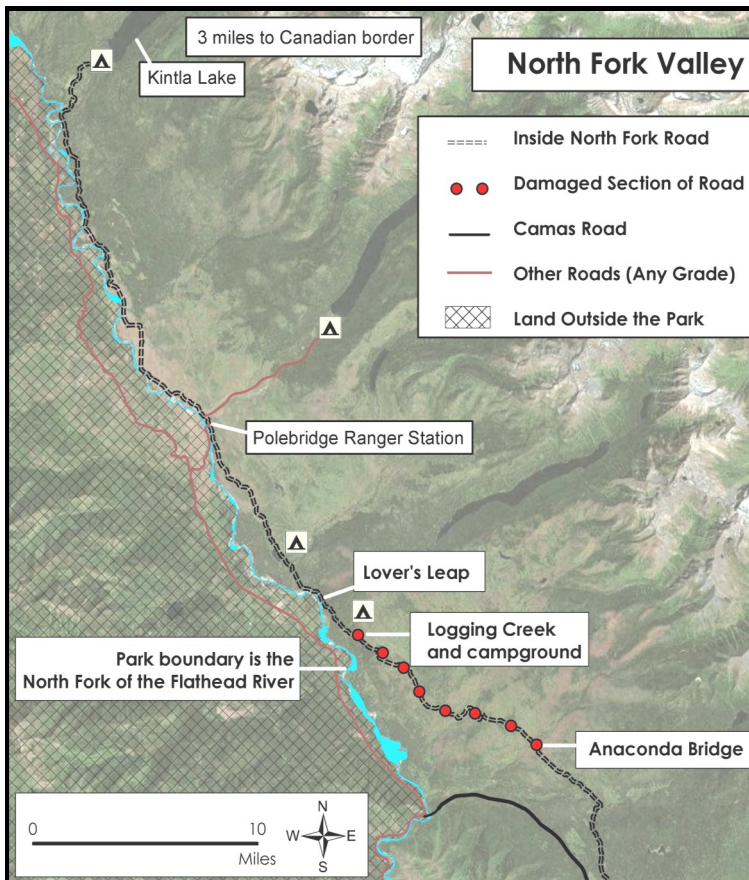 3 miles to Canadian border
Kintla Lake
North Fork Valley
Inside North Fork Road
Damaged Section of Road
Camas Road
Other Roads (Any Grade)
Land Outside the Park
Polebridge Ranger Station
Lover's Leap
Logging Creek
and campground
Park boundary is the
North Fork of the Flathead River
Anaconda Bridge
0 10
Miles
N
W E
S